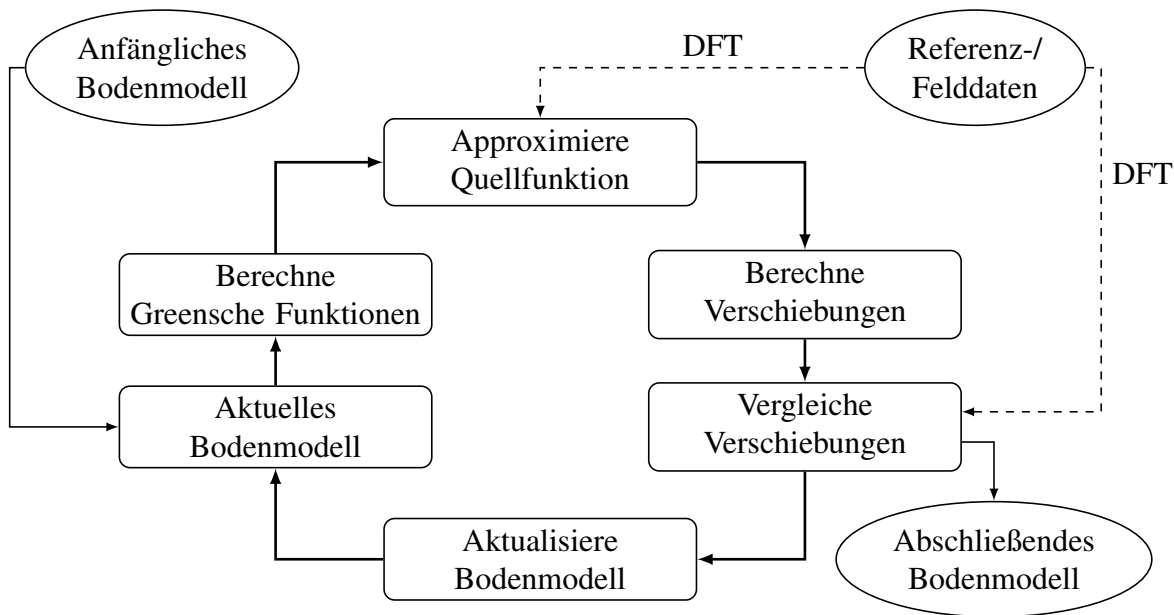 Anfängliches
Bodenmodell
DFT
Referenz-/
Felddaten
Approximiere
Quellfunktion
DFT
Berechne
Greensche Funktionen
Berechne
Verschiebungen
Aktuelles
Bodenmodell
Vergleiche
Verschiebungen
Aktualisiere
Bodenmodell
Abschließendes
Bodenmodell